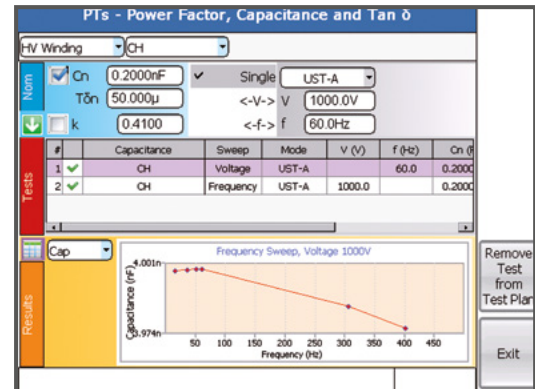 PTs - Power Factor, Capacitance and Tan δ
HV Winding CH
Nom
Cn 0.2000nF Single UST-A
Tδn 50.000μ <-V-> V 1000.0V
k 0.4100 <-f-> f 60.0Hz
Tests
# Capacitance Sweep Mode V (V) f (Hz) Cn (F
1 CH Voltage UST-A 60.0 0.2000
2 CH Frequency UST-A 1000.0 0.2000
Results
Cap
Frequency Sweep, Voltage 1000V
Capacitance (nF)
4.001n
3.974n
50 100 150 200 250 300 350 400 450
Frequency (Hz)
Remove
Test
from
Test Plan
Exit